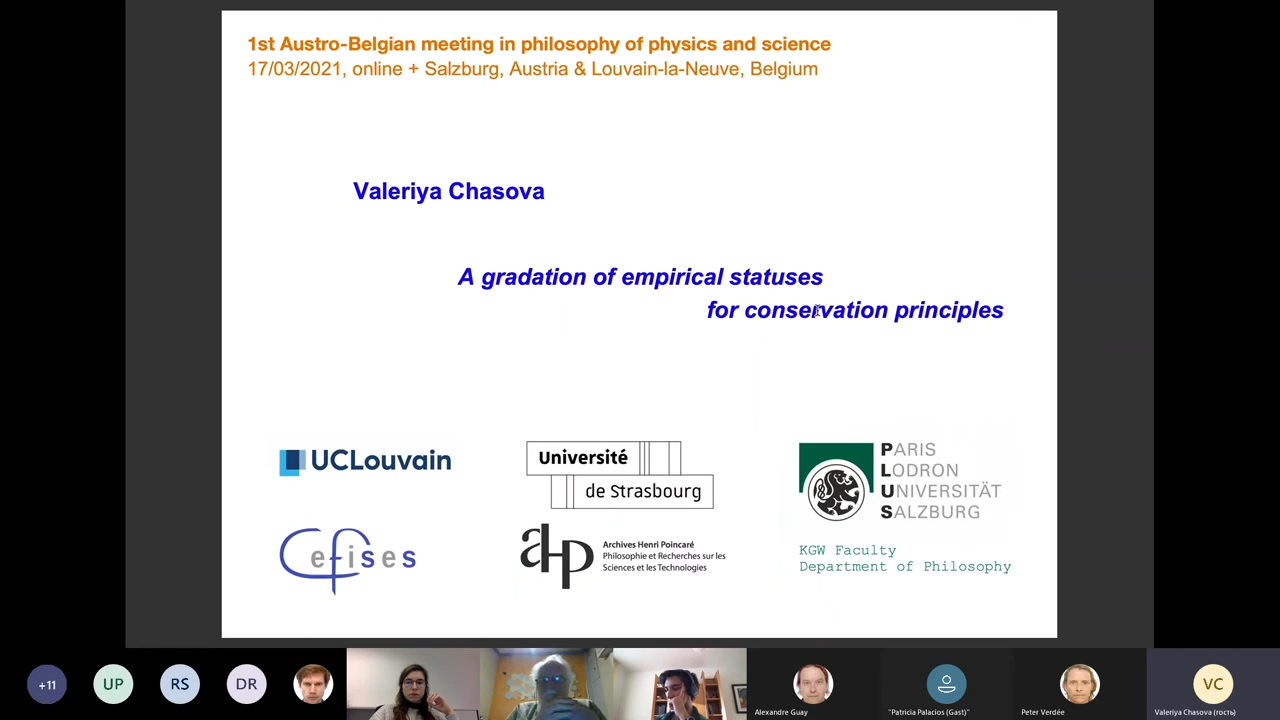 1st Austro-Belgian meeting in philosophy of physics and science
17/03/2021, online + Salzburg, Austria & Louvain-la-Neuve, Belgium
Valeriya Chasova
A gradation of empirical statuses
for conservation principles
UCLouvain
Université
de Strasbourg
PARIS
LODRON
UNIVERSITÄT
SALZBURG
Cefises
ahp
Archives Henri Poincaré
Philosophie et Recherches sur les
Sciences et les Technologies
KGW Faculty
Department of Philosophy
+11
UP
RS
DR
VC
Alexandre Guay
"Patricia Palacios (Gast)"
Peter Verdée
Valeriya Chasova (гость)